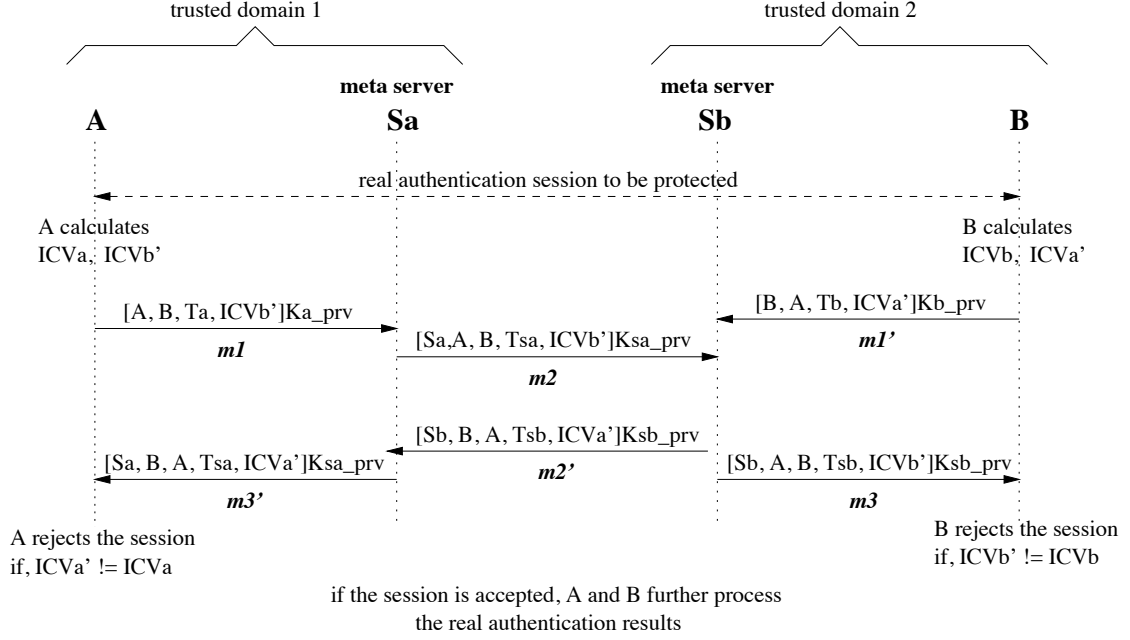 trusted domain 1
trusted domain 2
meta server
meta server
A
Sa
Sb
B
real authentication session to be protected
A calculates
ICVa, ICVb’
B calculates
ICVb, ICVa’
[A, B, Ta, ICVb’]Ka_prv
m1
[B, A, Tb, ICVa’]Kb_prv
m1’
[Sa,A, B, Tsa, ICVb’]Ksa_prv
m2
[Sb, B, A, Tsb, ICVa’]Ksb_prv
m2’
[Sa, B, A, Tsa, ICVa’]Ksa_prv
m3’
[Sb, A, B, Tsb, ICVb’]Ksb_prv
m3
A rejects the session
if, ICVa’ != ICVa
B rejects the session
if, ICVb’ != ICVb
if the session is accepted, A and B further process
the real authentication results